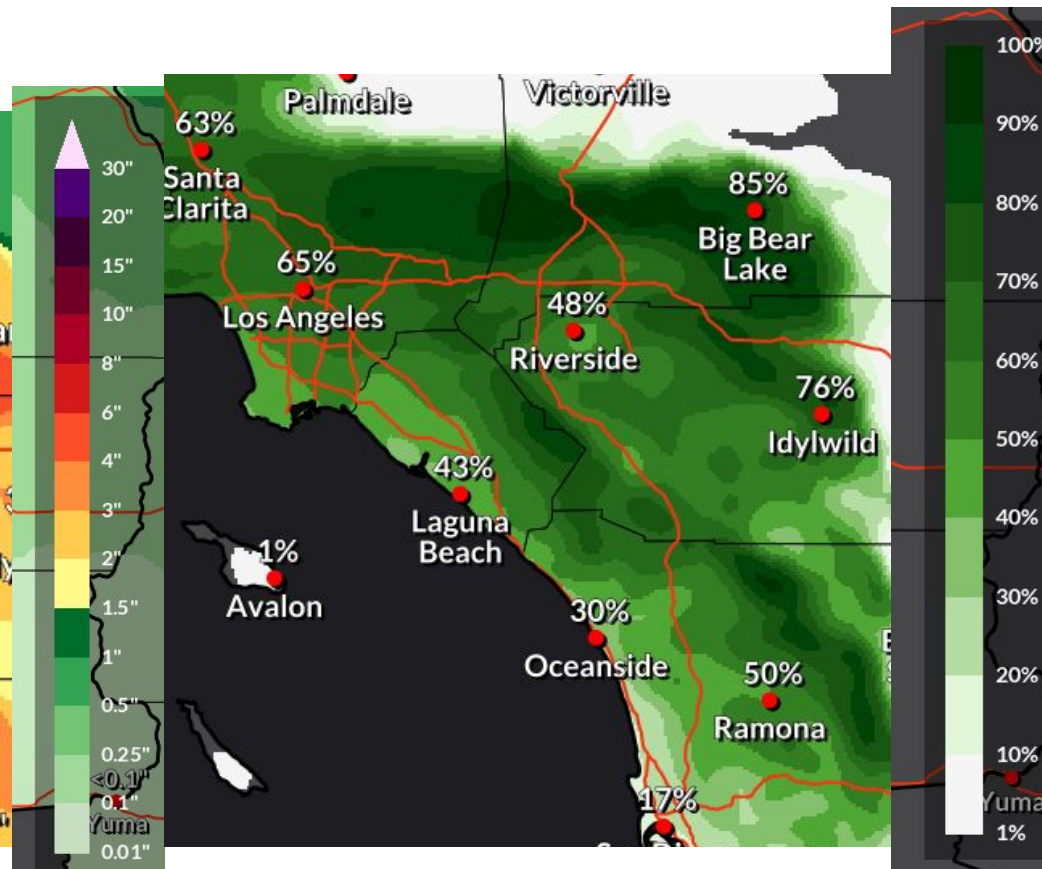 30"
20"
15"
10"
8"
6"
4"
3"
2"
1.5"
1"
0.5"
0.25"
<0.1"
0.1"
Yuma
0.01"
Palmdale
Victorville
63%
Santa
Clarita
85%
Big Bear
Lake
65%
Los Angeles
48%
Riverside
76%
Idylwild
43%
Laguna
Beach
1%
Avalon
30%
Oceanside
50%
Ramona
17%
100%
90%
80%
70%
60%
50%
40%
30%
20%
10%
Yuma
1%